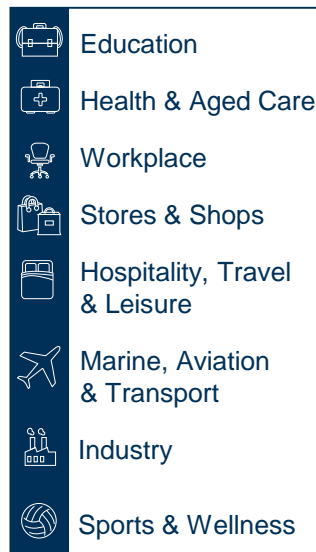 Education
Health & Aged Care
Workplace
Stores & Shops
Hospitality, Travel
& Leisure
Marine, Aviation
& Transport
Industry
Sports & Wellness